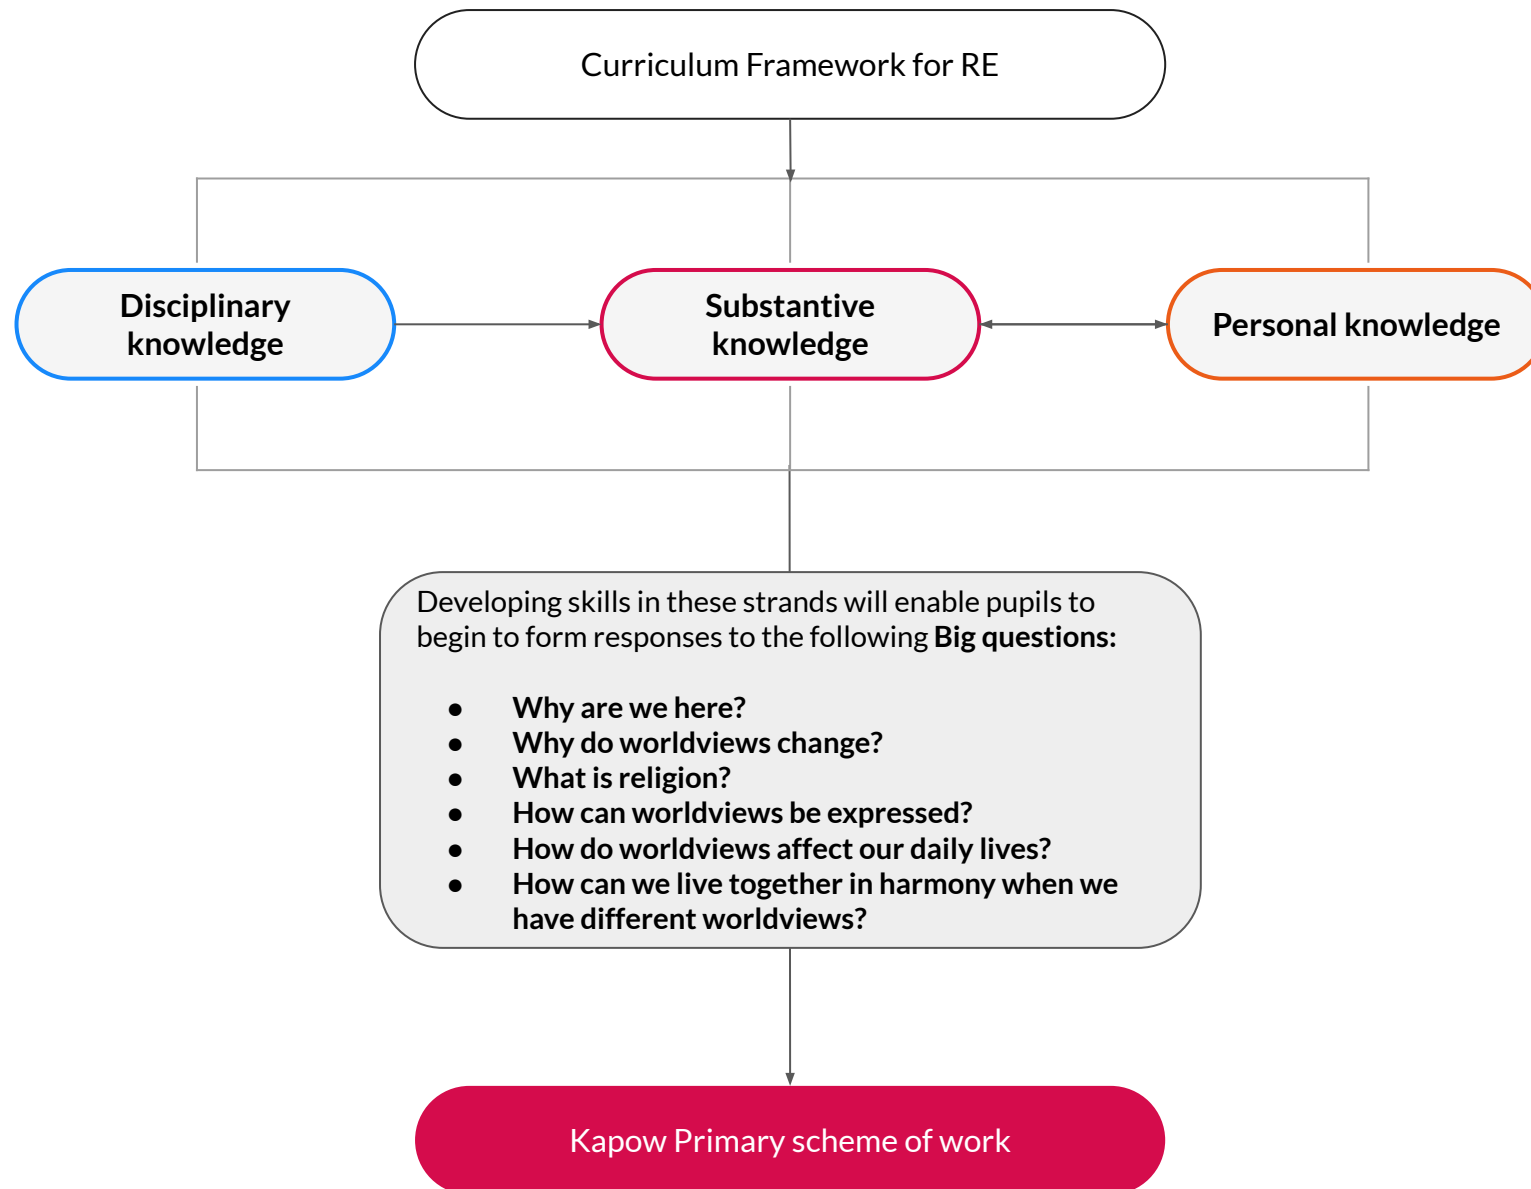 Curriculum Framework for RE
Disciplinary
knowledge
Substantive
knowledge
Personal knowledge
Developing skills in these strands will enable pupils to
begin to form responses to the following Big questions:
● Why are we here?
● Why do worldviews change?
● What is religion?
● How can worldviews be expressed?
● How do worldviews affect our daily lives?
● How can we live together in harmony when we
have different worldviews?
Kapow Primary scheme of work